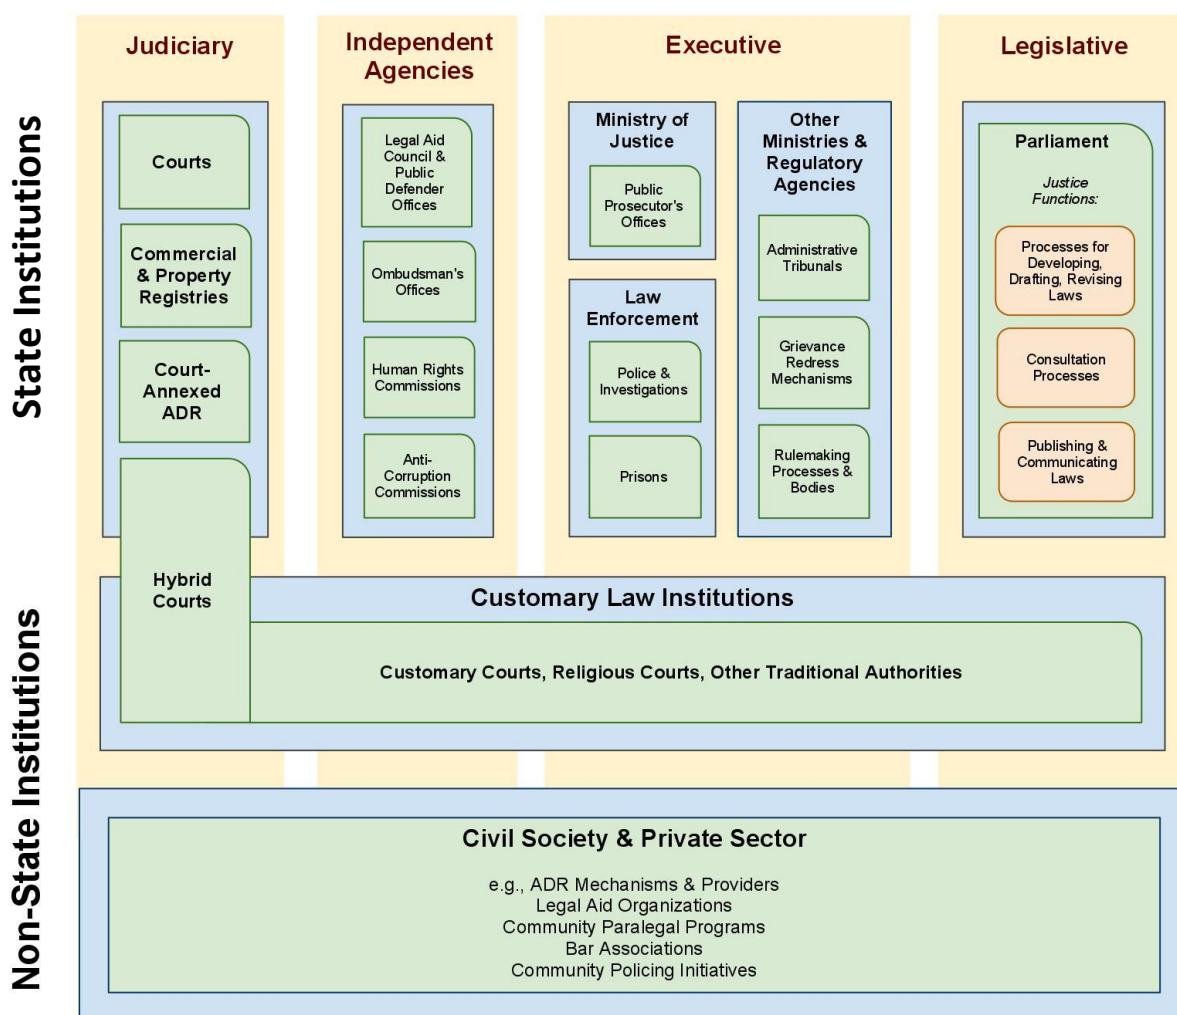 State Institutions
Non-State Institutions
Judiciary
Courts
Commercial
& Property
Registries
Court-
Annexed
ADR
Hybrid
Courts
Independent
Agencies
Legal Aid
Council &
Public
Defender
Offices
Ombudsman's
Offices
Human Rights
Commissions
Anti-
Corruption
Commissions
Executive
Ministry of
Justice
Public
Prosecutor's
Offices
Law
Enforcement
Police &
Investigations
Prisons
Other
Ministries &
Regulatory
Agencies
Administrative
Tribunals
Grievance
Redress
Mechanisms
Rulemaking
Processes &
Bodies
Legislative
Parliament
Justice
Functions:
Processes for
Developing,
Drafting, Revising
Laws
Consultation
Processes
Publishing &
Communicating
Laws
Customary Law Institutions
Customary Courts, Religious Courts, Other Traditional Authorities
Civil Society & Private Sector
e.g., ADR Mechanisms & Providers
Legal Aid Organizations
Community Paralegal Programs
Bar Associations
Community Policing Initiatives